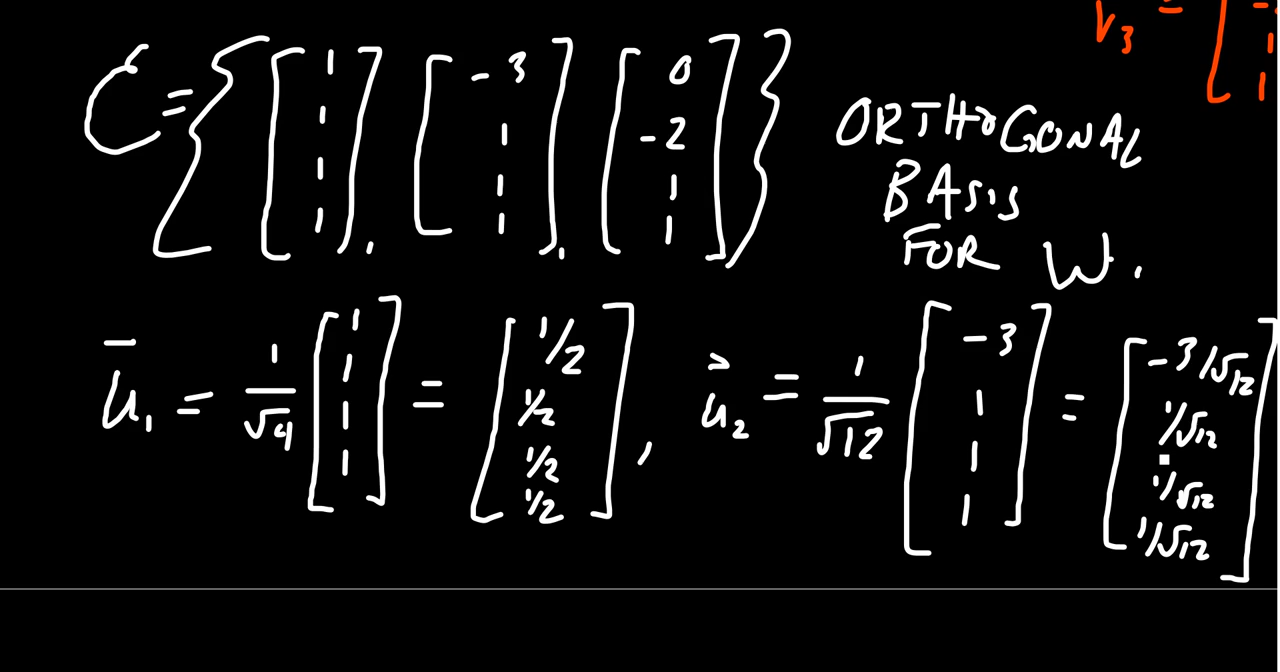 C = { [1 1 1 1], [-3 1 1 1], [0 -2 1 1] } ORTHOGONAL BASIS FOR W.
v3 = [ - 1 1
u1 = 1/√4 [1 1 1 1] = [1/2 1/2 1/2 1/2], u2 = 1/√12 [-3 1 1 1] = [-3/√12 1/√12 1/√12 1/√12]